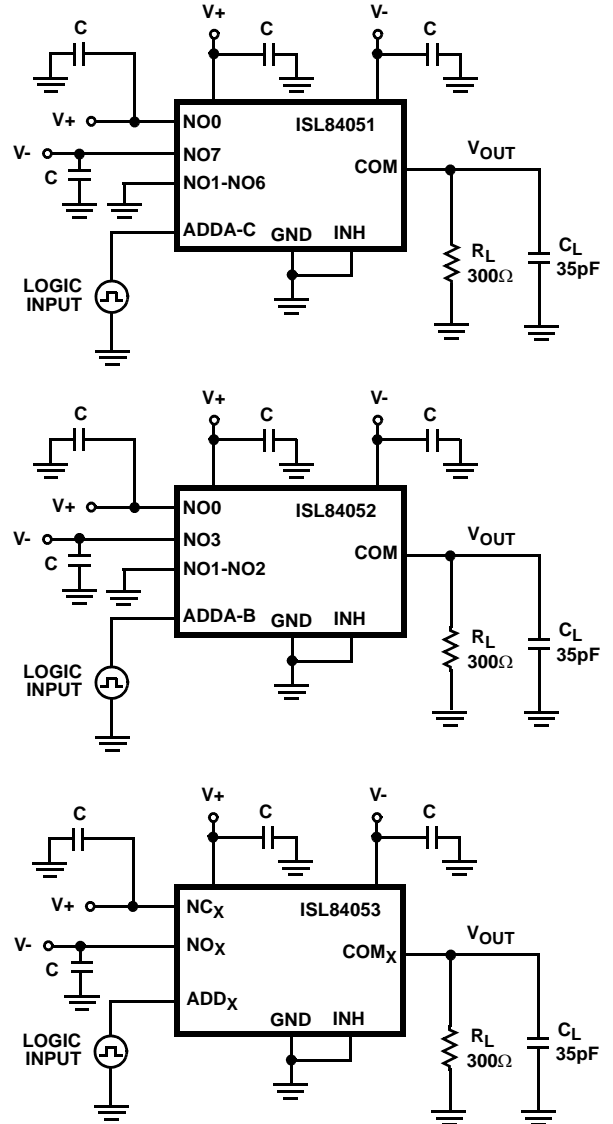 V+ V-
C C C
V+ NO0 ISL84051
V- NO7 VOUT
C NO1-NO6 COM
ADDA-C GND INH RL CL
LOGIC 300Ω 35pF
INPUT
V+ V-
C C C
V+ NO0 ISL84052
V- NO3 VOUT
C NO1-NO2 COM
ADDA-B GND INH RL CL
LOGIC 300Ω 35pF
INPUT
V+ V-
C C C
V+ NCX ISL84053
V- NOX COMX VOUT
C ADDX
GND INH RL CL
LOGIC 300Ω 35pF
INPUT